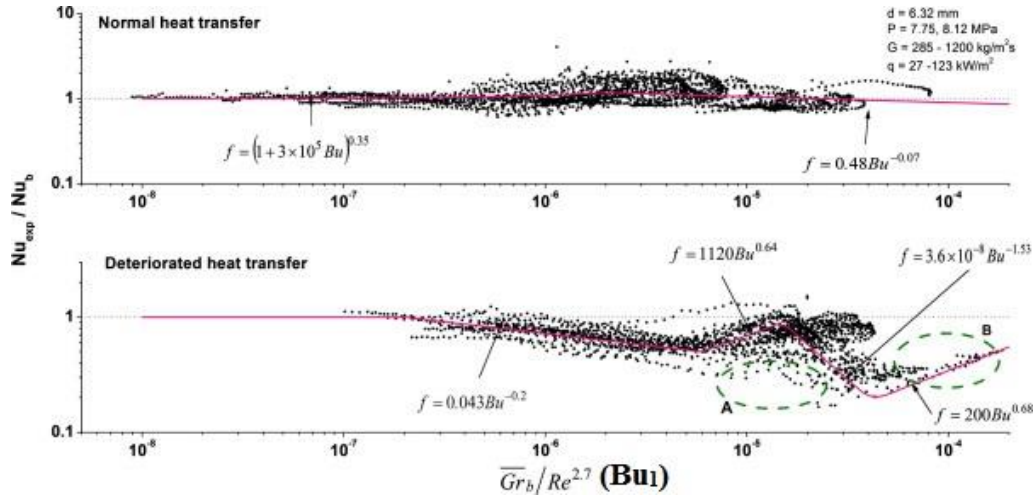 10
Normal heat transfer
d = 6.32 mm
P = 7.75, 8.12 MPa
G = 285 - 1200 kg/m²s
q = 27 -123 kW/m²
1
f = (1 + 3×10⁵ Bu)^0.35
f = 0.48Bu^-0.07
0.1
10⁻⁸ 10⁻⁷ 10⁻⁶ 10⁻⁵ 10⁻⁴
Nu_exp / Nu_b
Deteriorated heat transfer
f = 1120Bu^0.64
f = 3.6×10⁻⁸ Bu^-1.53
1
B
A
f = 0.043Bu^-0.2
f = 200Bu^0.68
0.1
10⁻⁸ 10⁻⁷ 10⁻⁶ 10⁻⁵ 10⁻⁴
G̅r̅_b/Re^2.7 (Bu₁)